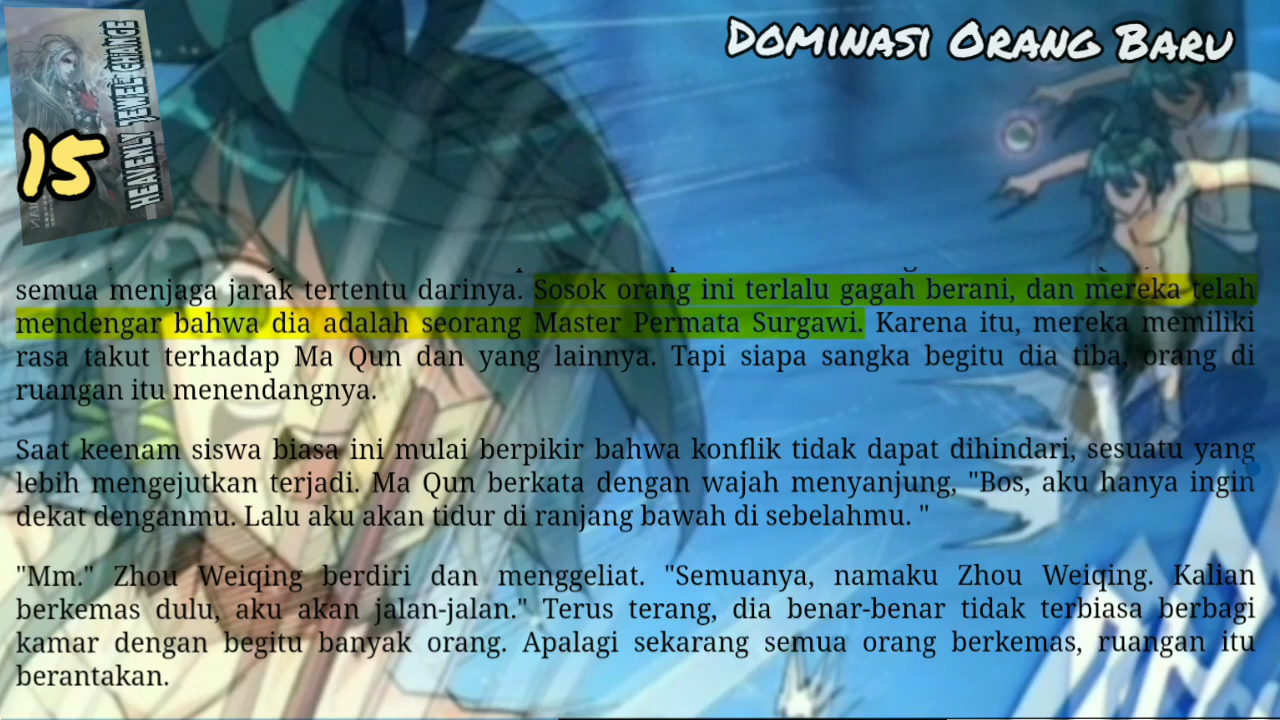 Dominasi Orang Baru
HEAVENLY JEWEL CHANGE
15
semua menjaga jarak tertentu darinya. Sosok orang ini terlalu gagah berani, dan mereka telah
mendengar bahwa dia adalah seorang Master Permata Surgawi. Karena itu, mereka memiliki
rasa takut terhadap Ma Qun dan yang lainnya. Tapi siapa sangka begitu dia tiba, orang di
ruangan itu menendangnya.
Saat keenam siswa biasa ini mulai berpikir bahwa konflik tidak dapat dihindari, sesuatu yang
lebih mengejutkan terjadi. Ma Qun berkata dengan wajah menyanjung, "Bos, aku hanya ingin
dekat denganmu. Lalu aku akan tidur di ranjang bawah di sebelahmu. "
"Mm." Zhou Weiqing berdiri dan menggeliat. "Semuanya, namaku Zhou Weiqing. Kalian
berkemas dulu, aku akan jalan-jalan." Terus terang, dia benar-benar tidak terbiasa berbagi
kamar dengan begitu banyak orang. Apalagi sekarang semua orang berkemas, ruangan itu
berantakan.